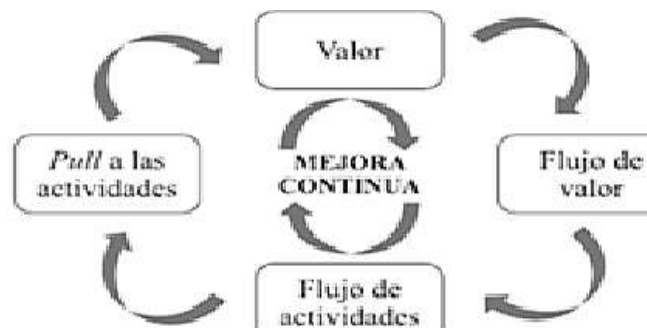 Valor
Pull a las
actividades
MEJORA
CONTINUA
Flujo de
valor
Flujo de
actividades